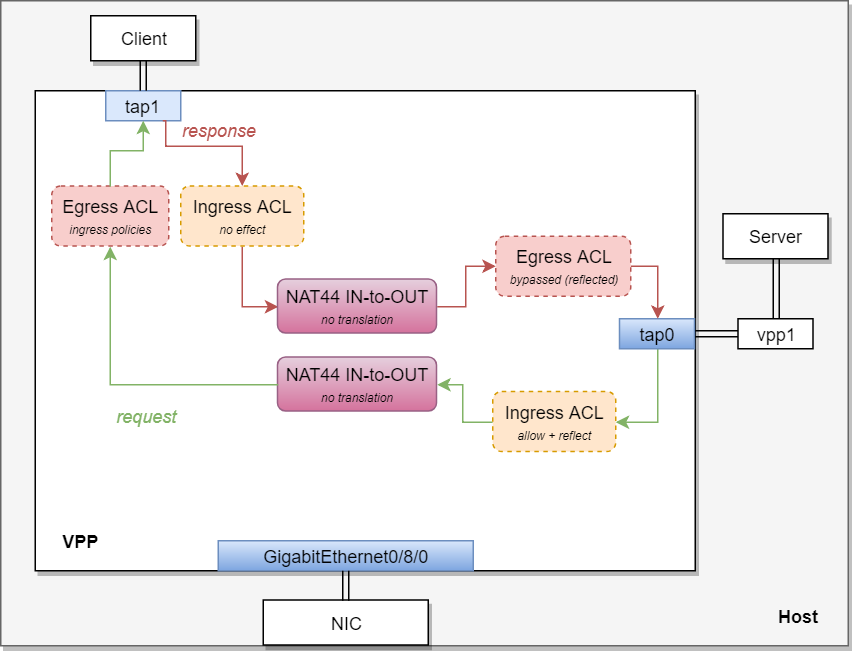 Client
tap1
response
Egress ACL
ingress policies
Ingress ACL
no effect
Server
Egress ACL
bypassed (reflected)
NAT44 IN-to-OUT
no translation
tap0
vpp1
NAT44 IN-to-OUT
no translation
request
Ingress ACL
allow + reflect
VPP
GigabitEthernet0/8/0
NIC
Host